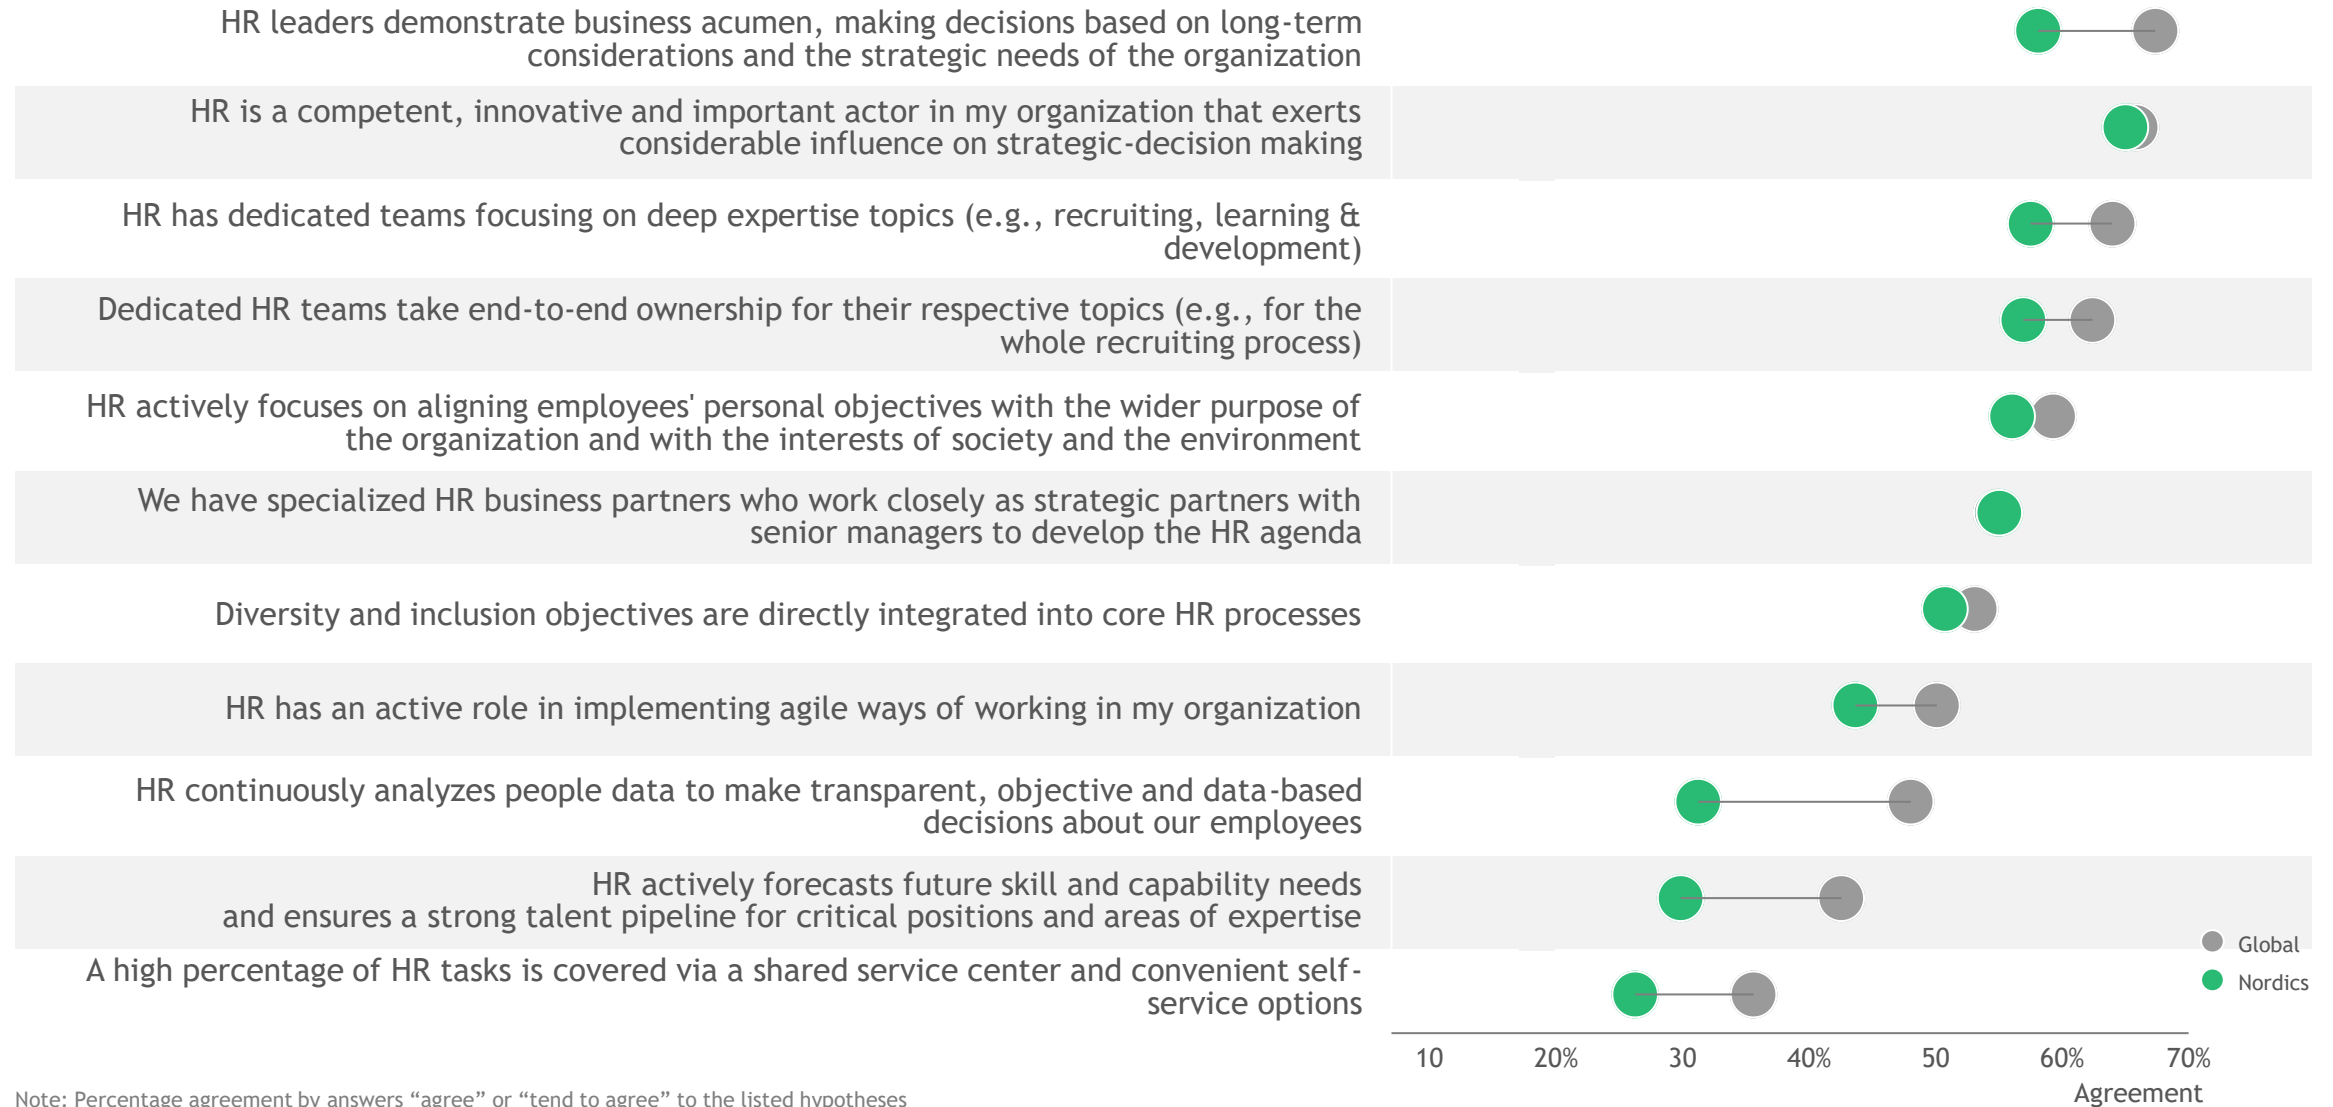 HR leaders demonstrate business acumen, making decisions based on long-term
considerations and the strategic needs of the organization
HR is a competent, innovative and important actor in my organization that exerts
considerable influence on strategic-decision making
HR has dedicated teams focusing on deep expertise topics (e.g., recruiting, learning &
development)
Dedicated HR teams take end-to-end ownership for their respective topics (e.g., for the
whole recruiting process)
HR actively focuses on aligning employees' personal objectives with the wider purpose of
the organization and with the interests of society and the environment
We have specialized HR business partners who work closely as strategic partners with
senior managers to develop the HR agenda
Diversity and inclusion objectives are directly integrated into core HR processes
HR has an active role in implementing agile ways of working in my organization
HR continuously analyzes people data to make transparent, objective and data-based
decisions about our employees
HR actively forecasts future skill and capability needs
and ensures a strong talent pipeline for critical positions and areas of expertise
A high percentage of HR tasks is covered via a shared service center and convenient self-
service options
Global
Nordics
10 20% 30 40% 50 60% 70%
Agreement
Note: Percentage agreement by answers “agree” or “tend to agree” to the listed hypotheses